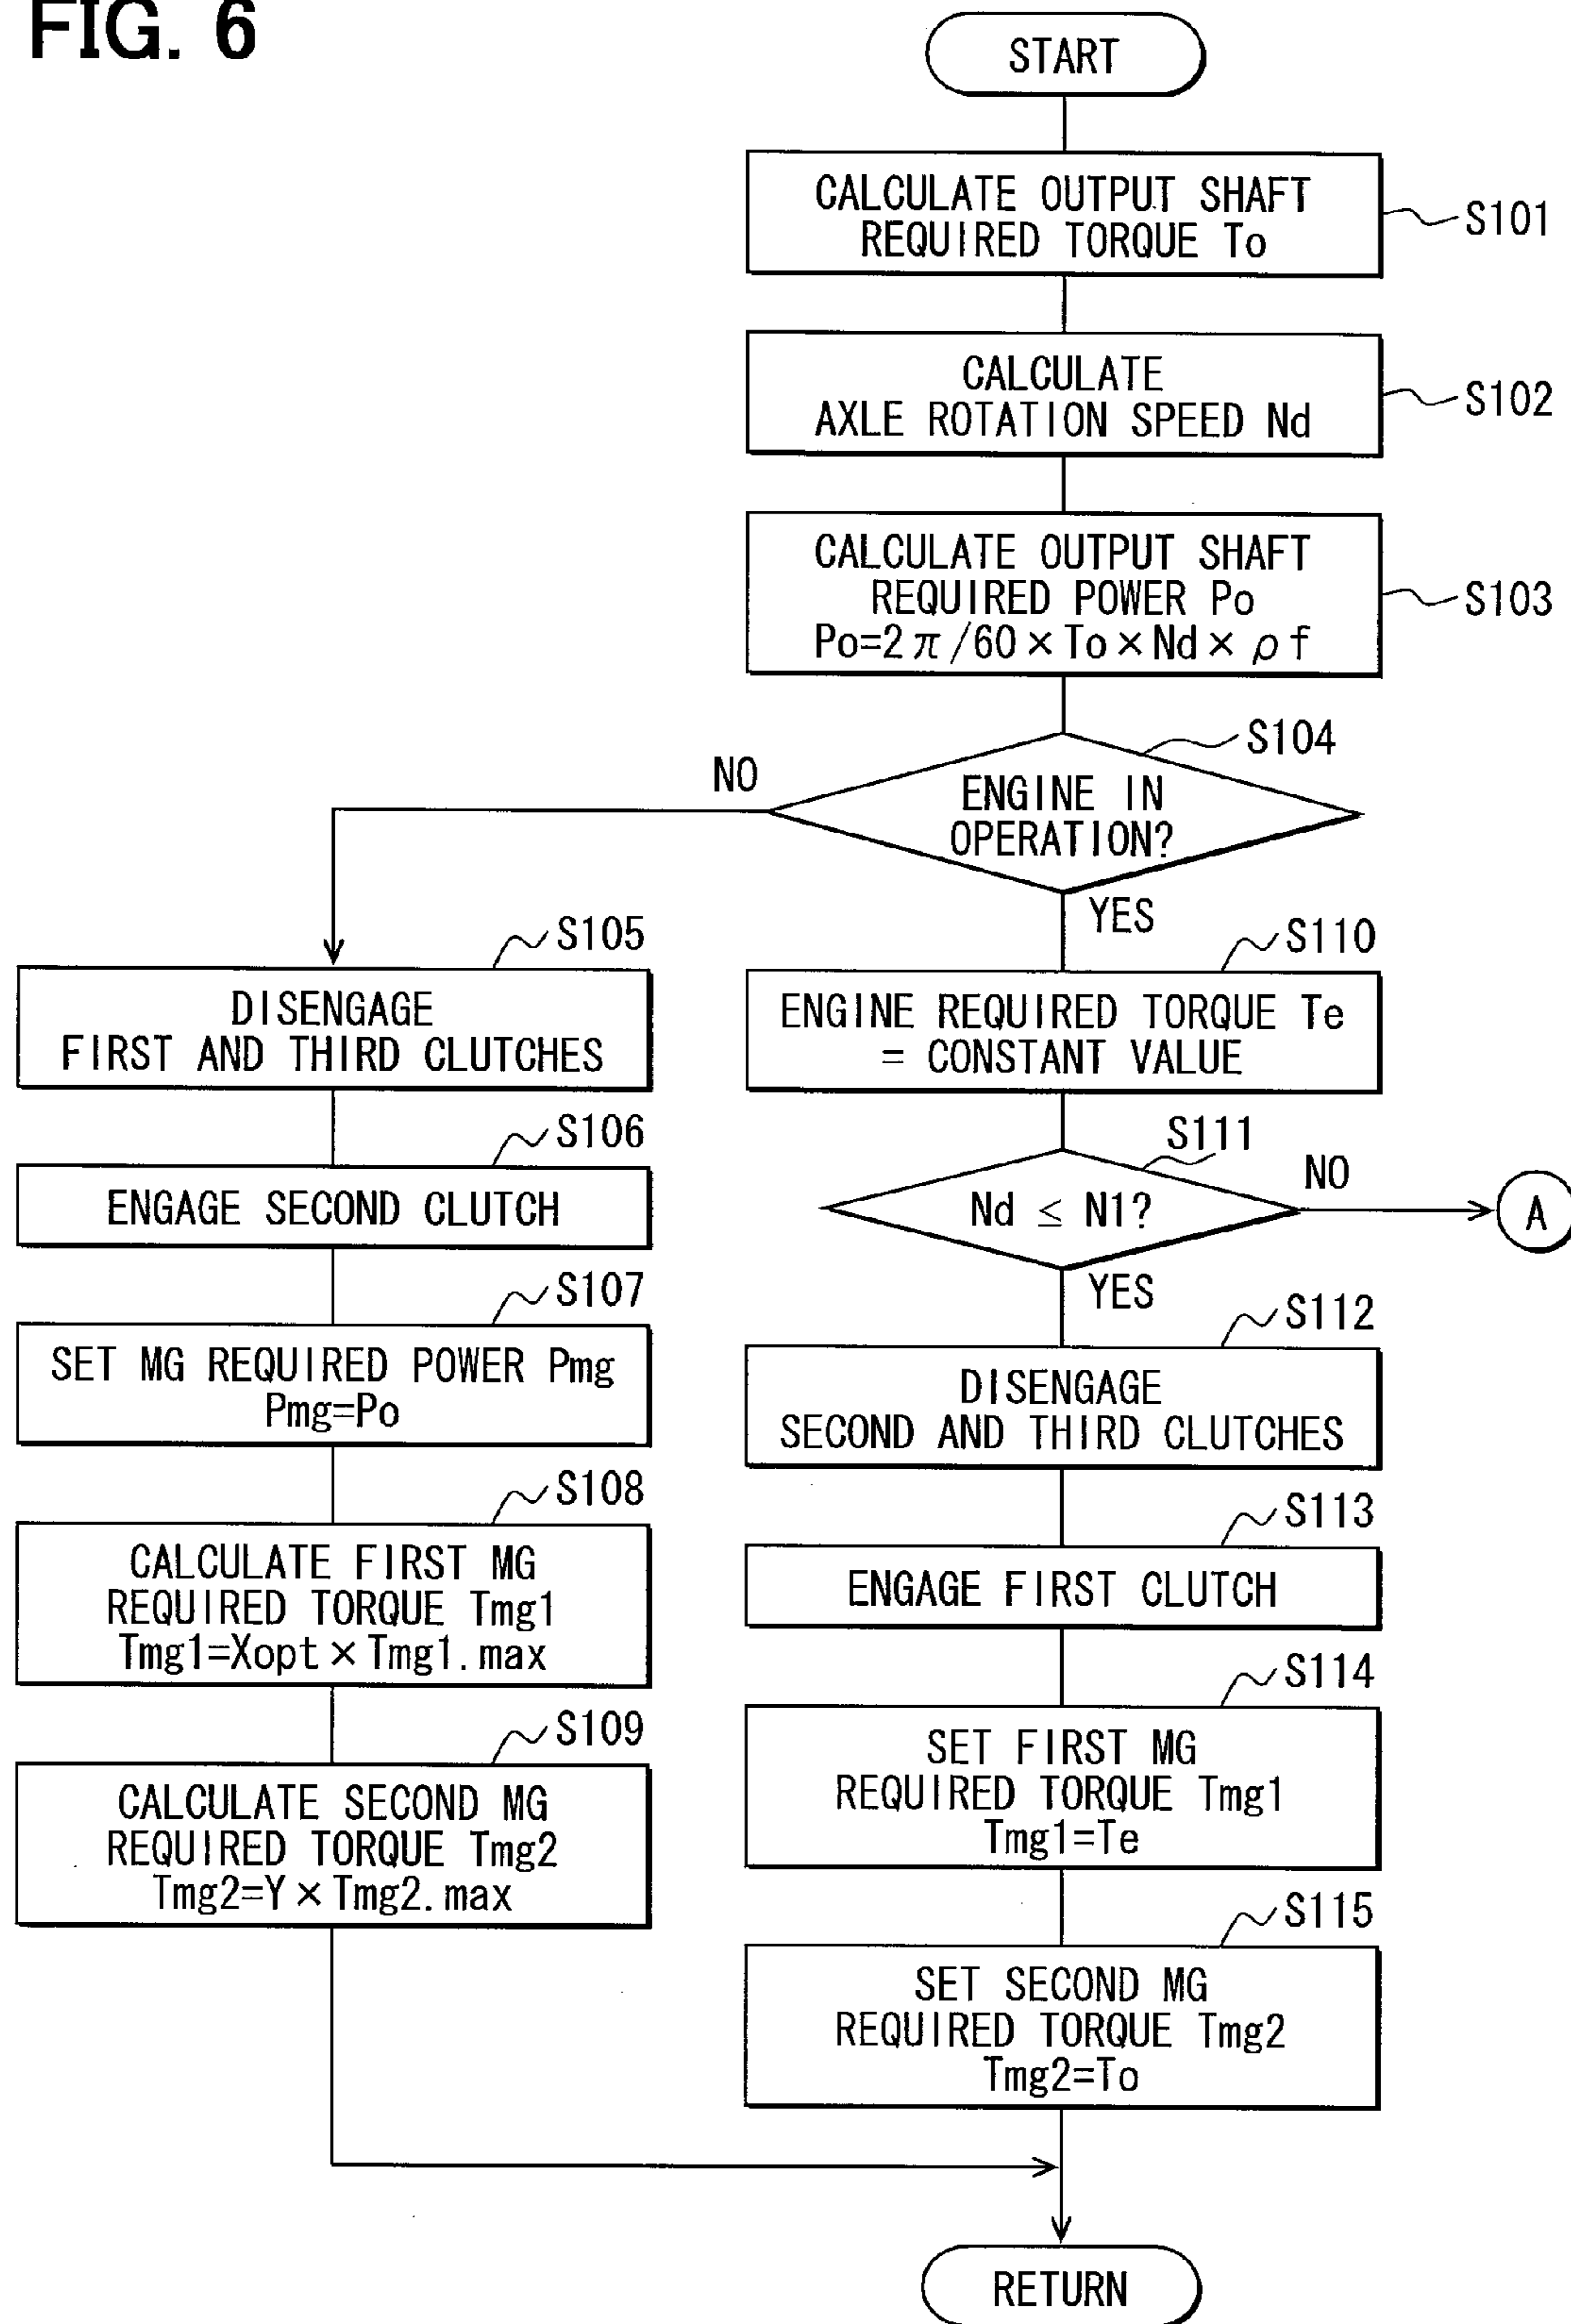 FIG. 6
START
CALCULATE OUTPUT SHAFT
REQUIRED TORQUE To
S101
CALCULATE
AXLE ROTATION SPEED Nd
S102
CALCULATE OUTPUT SHAFT
REQUIRED POWER Po
Po=2π/60×To×Nd×ρf
S103
S104
ENGINE IN
OPERATION?
NO
YES
S105
DISENGAGE
FIRST AND THIRD CLUTCHES
S106
ENGAGE SECOND CLUTCH
S107
SET MG REQUIRED POWER Pmg
Pmg=Po
S108
CALCULATE FIRST MG
REQUIRED TORQUE Tmg1
Tmg1=Xopt×Tmg1.max
S109
CALCULATE SECOND MG
REQUIRED TORQUE Tmg2
Tmg2=Y×Tmg2.max
S110
ENGINE REQUIRED TORQUE Te
= CONSTANT VALUE
S111
Nd ≤ N1?
NO
A
YES
S112
DISENGAGE
SECOND AND THIRD CLUTCHES
S113
ENGAGE FIRST CLUTCH
S114
SET FIRST MG
REQUIRED TORQUE Tmg1
Tmg1=Te
S115
SET SECOND MG
REQUIRED TORQUE Tmg2
Tmg2=To
RETURN